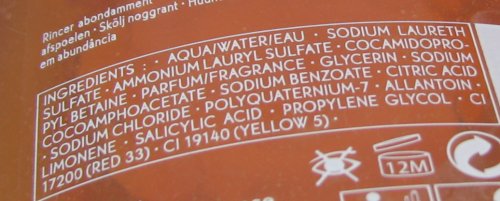 Rincer abondamment
afspoelen · Skölj noggrant ·
em abundância
INGREDIENTS : · AQUA/WATER/EAU · SODIUM LAURETH
SULFATE · AMMONIUM LAURYL SULFATE · COCAMIDOPRO-
PYL BETAINE · PARFUM/FRAGRANCE · GLYCERIN · SODIUM
COCOAMPHOACETATE · SODIUM BENZOATE · CITRIC ACID
· SODIUM CHLORIDE · POLYQUATERNIUM-7 · ALLANTOIN ·
LIMONENE · SALICYLIC ACID · PROPYLENE GLYCOL · CI
17200 (RED 33) · CI 19140 (YELLOW 5) ·
12M